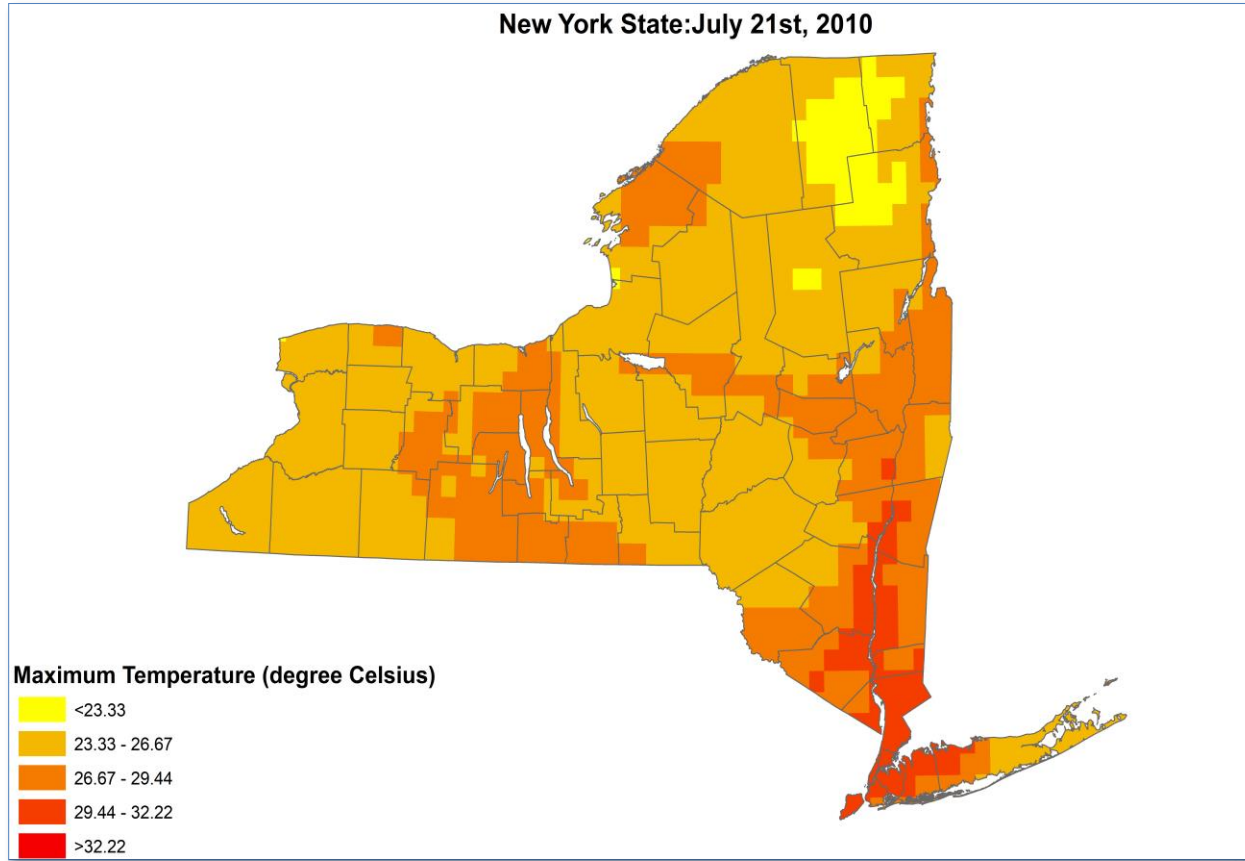 New York State:July 21st, 2010
Maximum Temperature (degree Celsius)
<23.33
23.33 - 26.67
26.67 - 29.44
29.44 - 32.22
>32.22